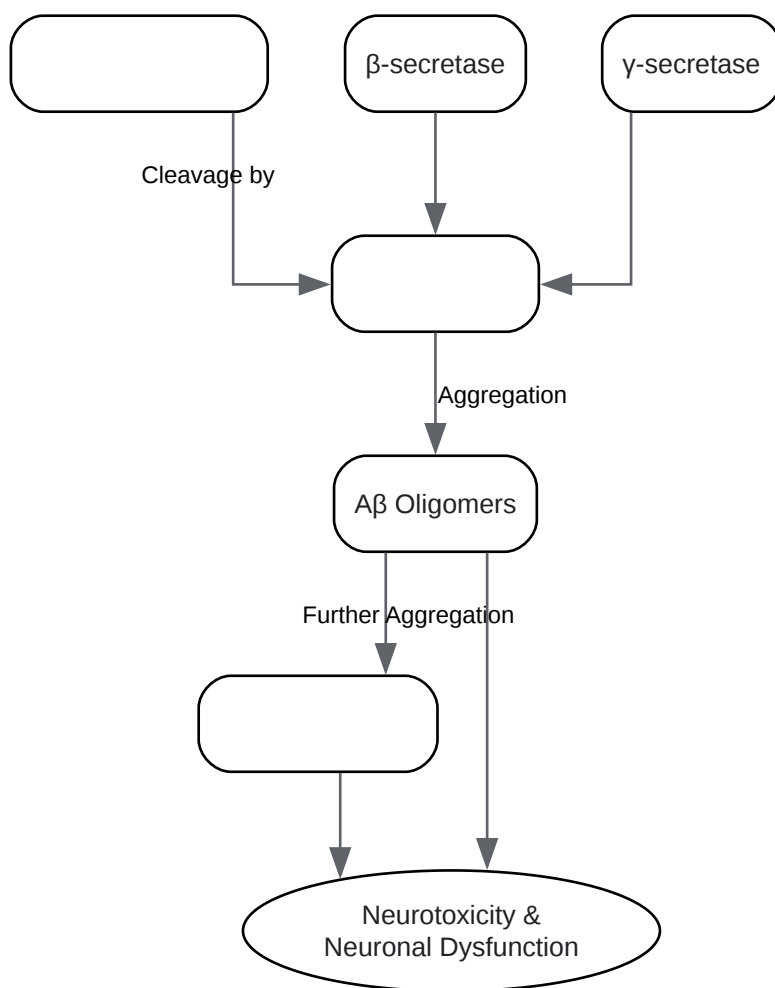 β-secretase
γ-secretase
Cleavage by
Aggregation
Aβ Oligomers
Further Aggregation
Neurotoxicity &
Neuronal Dysfunction